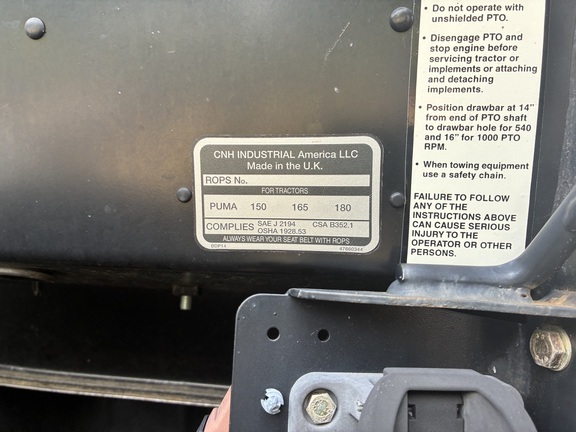 CNH INDUSTRIAL America LLC
Made in the U.K.
ROPS No.
FOR TRACTORS
PUMA 150 165 180
COMPLIES SAE J 2194 CSA B352.1
OSHA 1928.53
ALWAYS WEAR YOUR SEAT BELT WITH ROPS
47660344
• Do not operate with
unshielded PTO.
• Disengage PTO and
stop engine before
servicing tractor or
implements or attaching
and detaching
implements.
• Position drawbar at 14"
from end of PTO shaft
to drawbar hole for 540
and 16" for 1000 PTO
RPM.
• When towing equipment
use a safety chain.
FAILURE TO FOLLOW
ANY OF THE
INSTRUCTIONS ABOVE
CAN CAUSE SERIOUS
INJURY TO THE
OPERATOR OR OTHER
PERSONS.